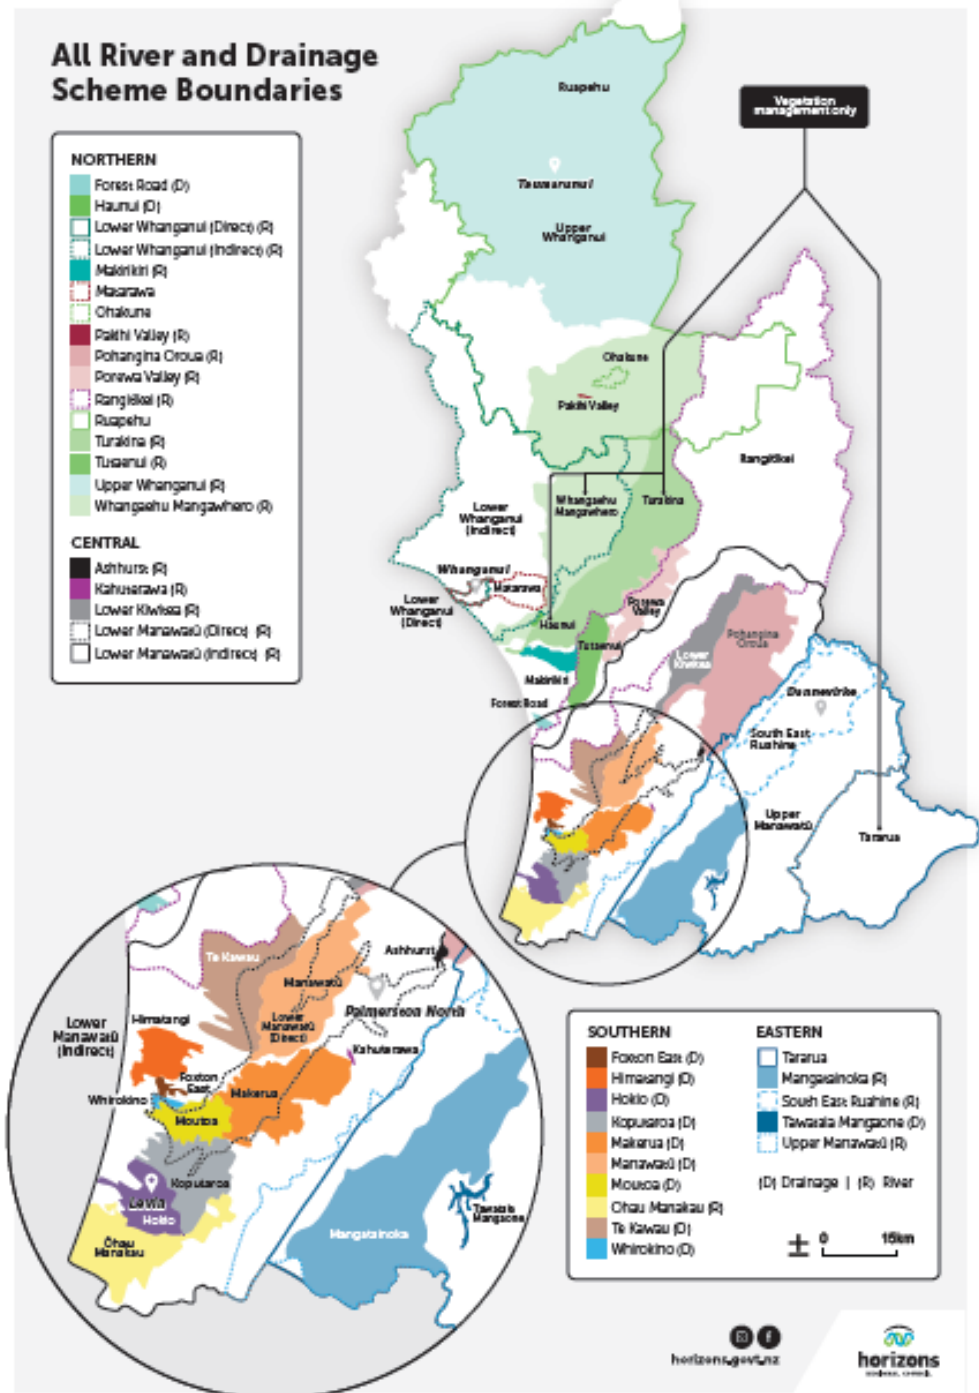 All River and Drainage
Scheme Boundaries
NORTHERN
Forest Road (D)
Haunui (D)
Lower Whanganui (Direct) (R)
Lower Whanganui (Indirect) (R)
Makirikiri (R)
Matarawa
Ohakune
Pakihi Valley (R)
Pohangina Oroua (R)
Porewa Valley (R)
Rangitīkei (R)
Ruapehu
Turakina (R)
Tutaenui (R)
Upper Whanganui (R)
Whangaehu Mangawhero (R)
CENTRAL
Ashhurst (R)
Kahuterawa (R)
Lower Kiwitea (R)
Lower Manawatū (Direct) (R)
Lower Manawatū (Indirect) (R)
Vegetation
management only
Ruapehu
Taumarunui
Upper
Whanganui
Ohakune
Pakihi Valley
Rangitīkei
Whangaehu
Mangawhero
Turakina
Lower
Whanganui
(Indirect)
Whanganui
Matarawa
Lower
Whanganui
(Direct)
Haunui
Porewa
Valley
Tutaenui
Pohangina
Oroua
Lower
Kiwitea
Makirikiri
Forest Road
Dannevirke
South East
Ruahine
Upper
Manawatū
Tararua
Te Kawau
Ashhurst
Manawatū
Palmerston North
Lower
Manawatū
(Direct)
Lower
Manawatū
(Indirect)
Himatangi
Kahuterawa
Foxton
East
Whirokino
Makerua
Moutoa
Koputaroa
Levin
Hokio
Ōhau
Manakau
Mangatainoka
Tawataia
Mangaone
SOUTHERN
Foxton East (D)
Himatangi (D)
Hokio (D)
Koputaroa (D)
Makerua (D)
Manawatū (D)
Moutoa (D)
Ohau Manakau (R)
Te Kawau (D)
Whirokino (D)
EASTERN
Tararua
Mangatainoka (R)
South East Ruahine (R)
Tawataia Mangaone (D)
Upper Manawatū (R)
(D) Drainage | (R) River
0 15km
horizons.govt.nz
horizons
REGIONAL COUNCIL